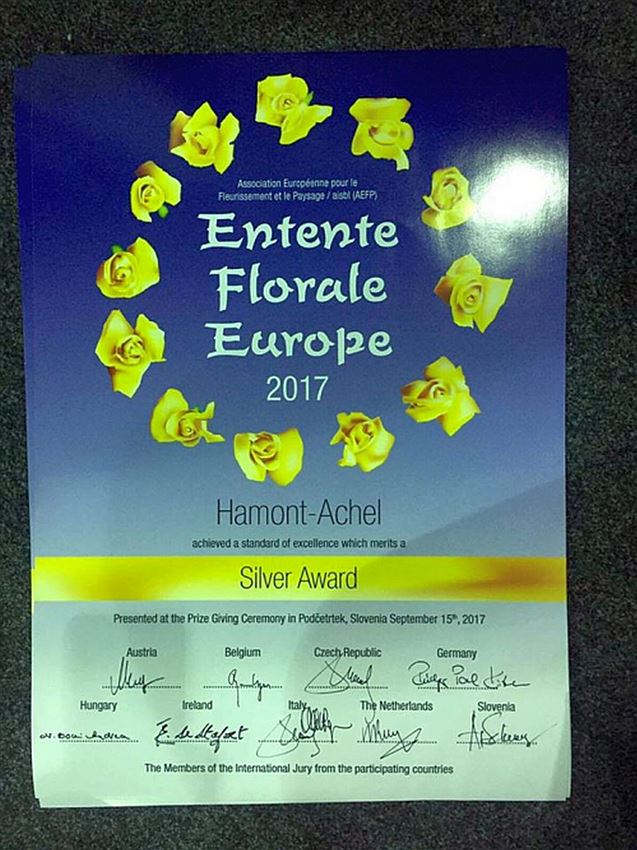 Association Européenne pour le
Fleurissement et le Paysage / aisbl (AEFP)
Entente
Florale
Europe
2017
Hamont-Achel
achieved a standard of excellence which merits a
Silver Award
Presented at the Prize Giving Ceremony in Podčetrtek, Slovenia September 15th, 2017
Austria Belgium Czech Republic Germany
Hungary Ireland Italy The Netherlands Slovenia
The Members of the International Jury from the participating countries